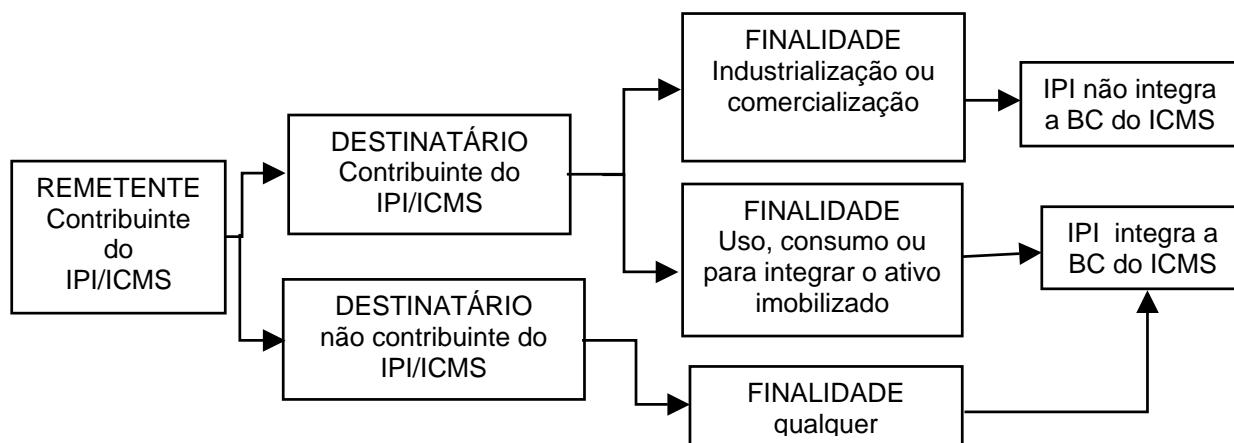 REMETENTE
Contribuinte
do
IPI/ICMS
DESTINATÁRIO
Contribuinte do
IPI/ICMS
DESTINATÁRIO
não contribuinte do
IPI/ICMS
FINALIDADE
Industrialização ou
comercialização
FINALIDADE
Uso, consumo ou
para integrar o ativo
imobilizado
FINALIDADE
qualquer
IPI não integra
a BC do ICMS
IPI integra a
BC do ICMS